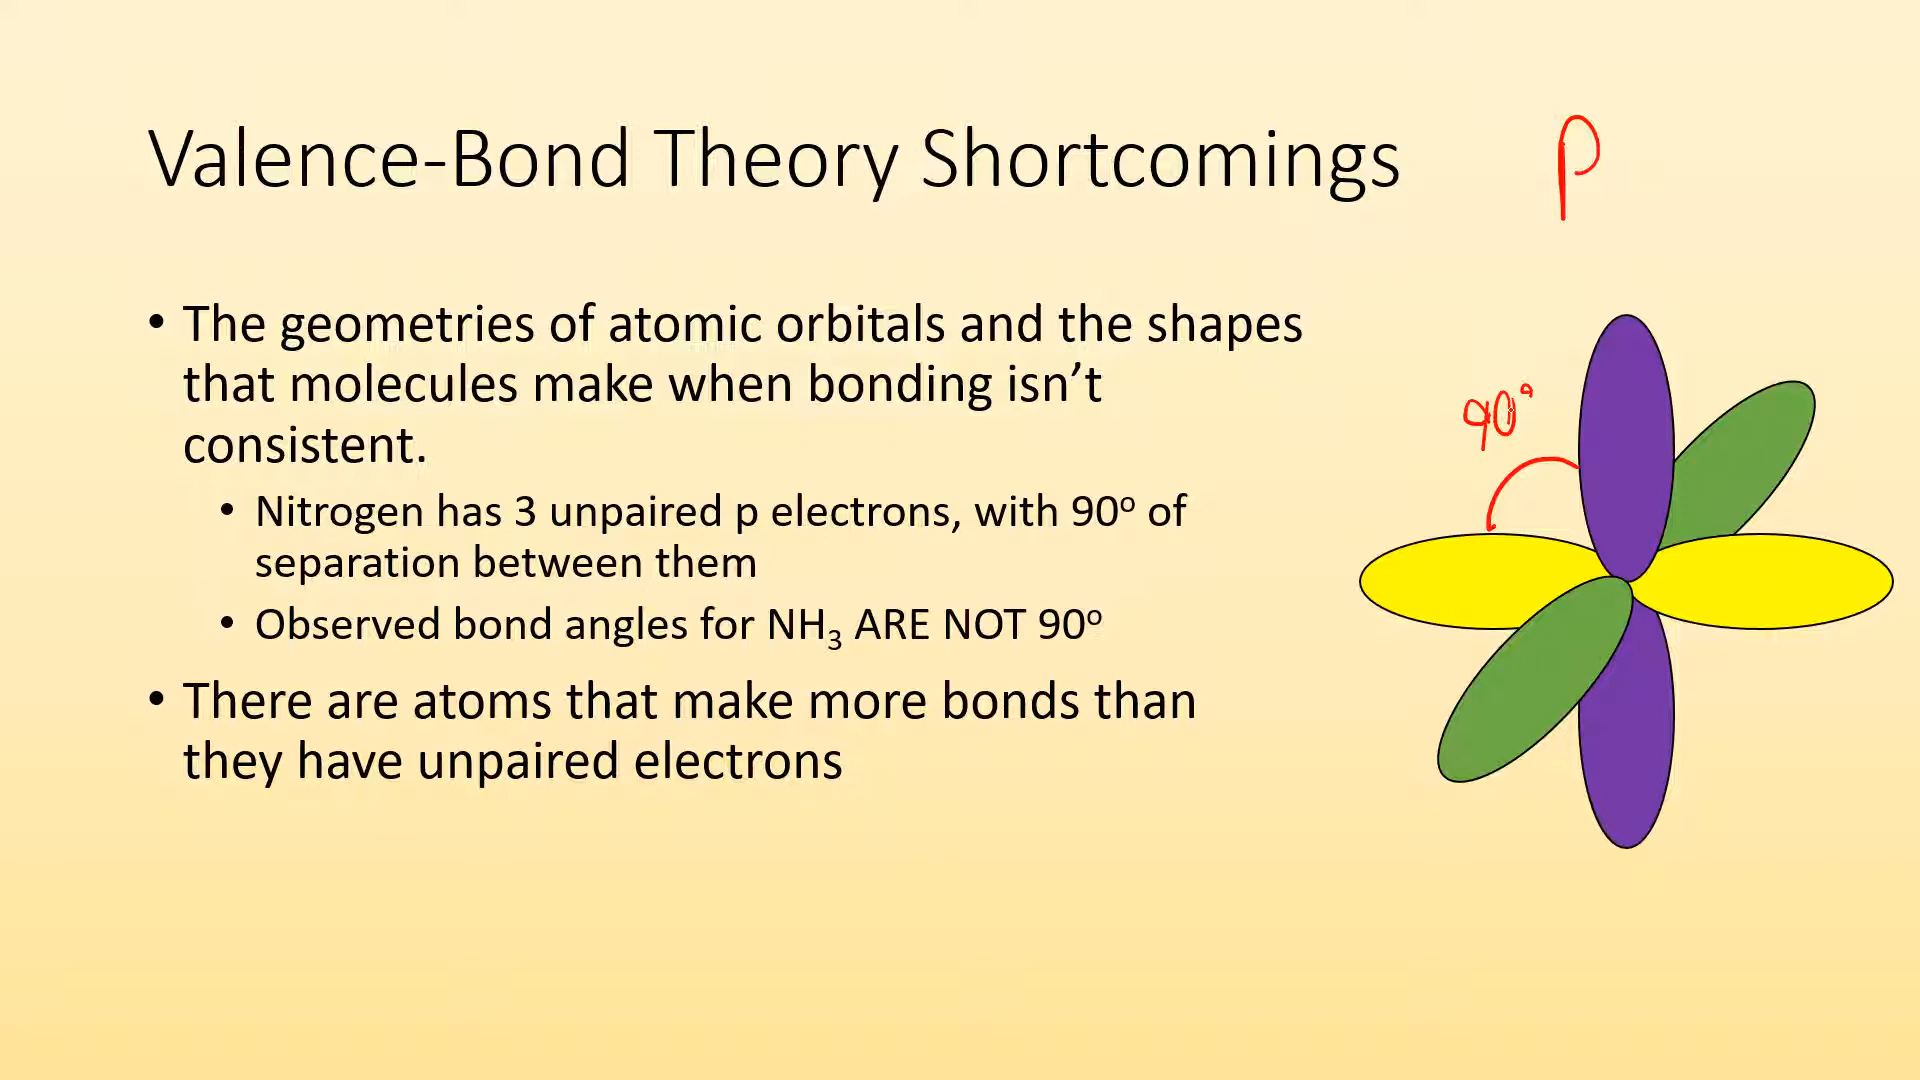 Valence-Bond Theory Shortcomings
p
• The geometries of atomic orbitals and the shapes
that molecules make when bonding isn’t
consistent.
90°
• Nitrogen has 3 unpaired p electrons, with 90º of
separation between them
• Observed bond angles for NH₃ ARE NOT 90º
• There are atoms that make more bonds than
they have unpaired electrons